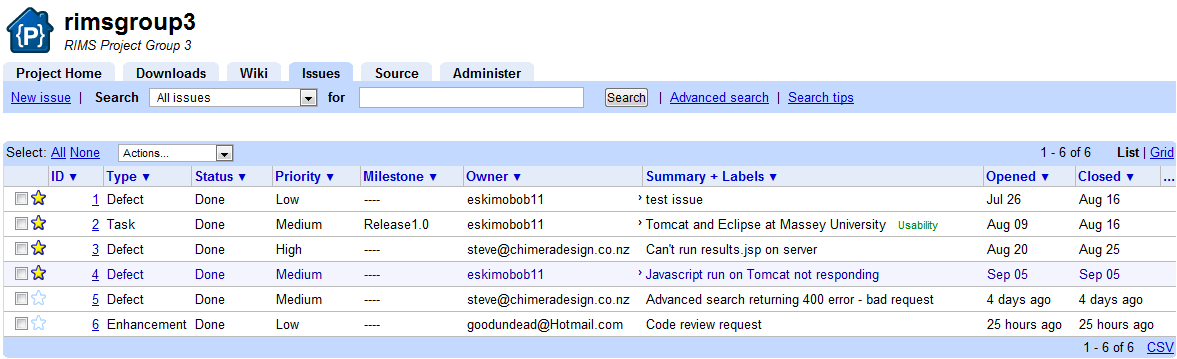 {P}
rimsgroup3
RIMS Project Group 3
Project Home Downloads Wiki Issues Source Administer
New issue | Search All issues for Search | Advanced search | Search tips
Select: All None Actions... 1 - 6 of 6 List | Grid
ID ▼ Type ▼ Status ▼ Priority ▼ Milestone ▼ Owner ▼ Summary + Labels ▼ Opened ▼ Closed ▼ ...
1 Defect Done Low ---- eskimobob11 › test issue Jul 26 Aug 16
2 Task Done Medium Release1.0 eskimobob11 › Tomcat and Eclipse at Massey University Usability Aug 09 Aug 16
3 Defect Done High ---- steve@chimeradesign.co.nz Can't run results.jsp on server Aug 20 Aug 25
4 Defect Done Medium ---- eskimobob11 › Javascript run on Tomcat not responding Sep 05 Sep 05
5 Defect Done Medium ---- steve@chimeradesign.co.nz Advanced search returning 400 error - bad request 4 days ago 4 days ago
6 Enhancement Done Low ---- goodundead@Hotmail.com Code review request 25 hours ago 25 hours ago
1 - 6 of 6 CSV